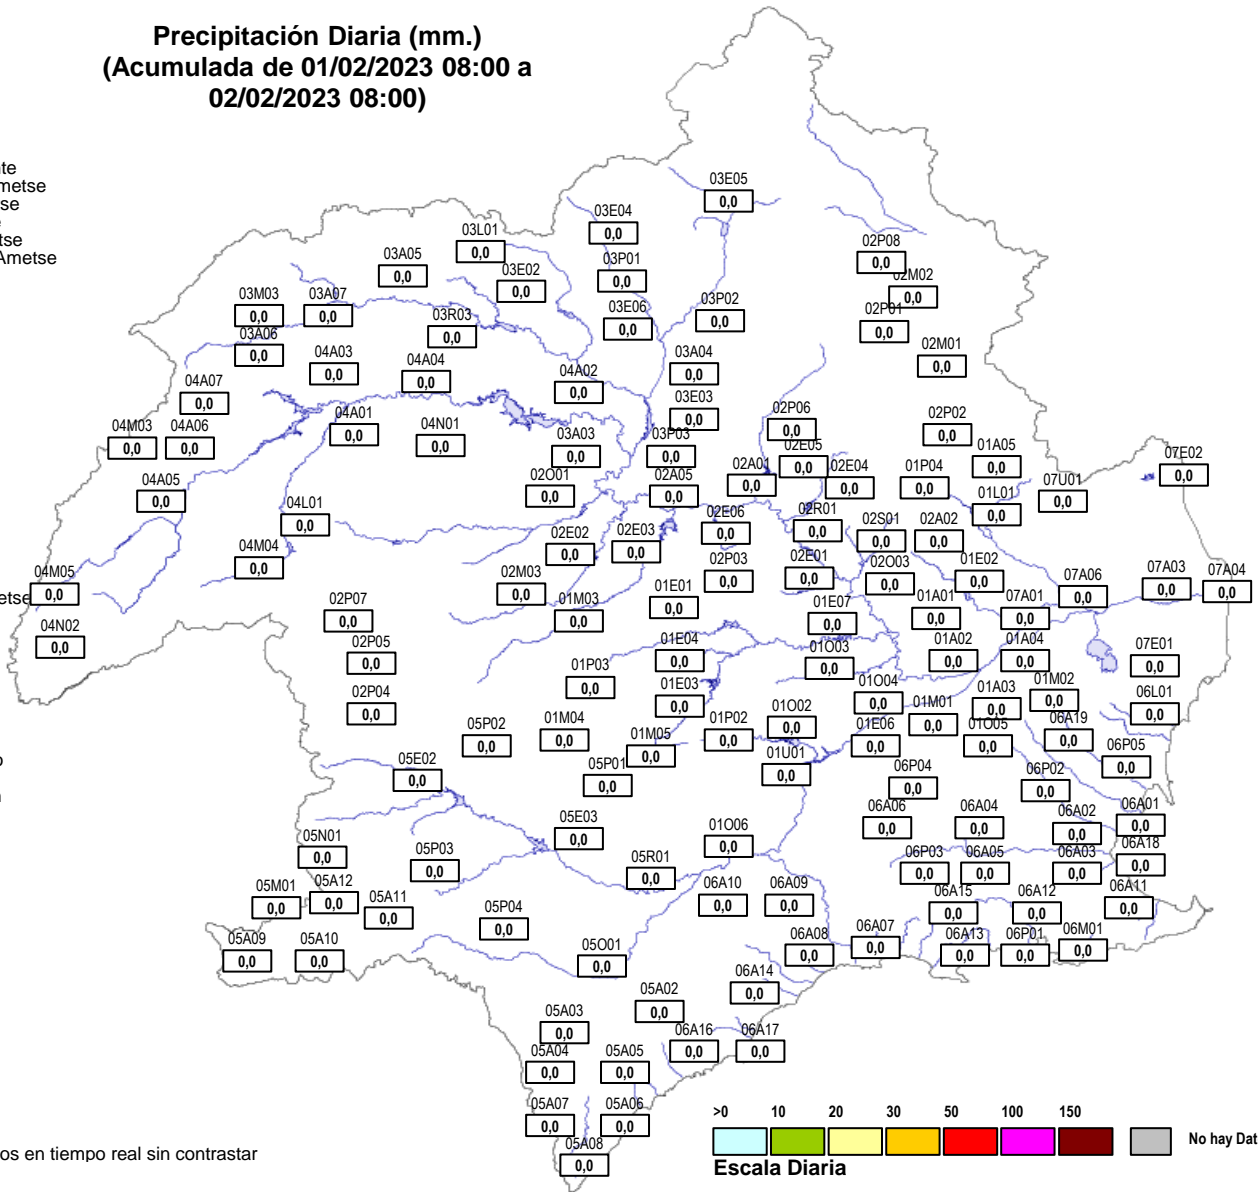 Precipitación Diaria (mm.)
(Acumulada de 01/02/2023 08:00 a
02/02/2023 08:00)
Ametse
03E05
0,0
03E04
0,0
03L01
0,0
02P08
0,0
03A05
0,0
03P01
0,0
03E02
0,0
02M02
0,0
03M03
0,0
03A07
0,0
03P02
0,0
03E06
0,0
02P01
0,0
03R03
0,0
03A06
0,0
02M01
0,0
04A03
0,0
03A04
0,0
04A04
0,0
04A02
0,0
04A07
0,0
03E03
0,0
02P06
0,0
04A01
0,0
02P02
0,0
04M03
0,0
04A06
0,0
04N01
0,0
03A03
0,0
03P03
0,0
02E05
0,0
01A05
0,0
07E02
0,0
02A01
0,0
02E04
0,0
01P04
0,0
04A05
0,0
02O01
0,0
02A05
0,0
07U01
0,0
01L01
0,0
04L01
0,0
02E06
0,0
02R01
0,0
02S01
0,0
02A02
0,0
02E02
0,0
02E03
0,0
04M04
0,0
02P03
0,0
02E01
0,0
02O03
0,0
01E02
0,0
04M05
0,0
02M03
0,0
07A06
0,0
07A03
0,0
07A04
0,0
01E01
0,0
02P07
0,0
01M03
0,0
01E07
0,0
01A01
0,0
07A01
0,0
04N02
0,0
02P05
0,0
01E04
0,0
01O03
0,0
01A02
0,0
01A04
0,0
07E01
0,0
01P03
0,0
02P04
0,0
01E03
0,0
01O04
0,0
01A03
0,0
01M02
0,0
06L01
0,0
05P02
0,0
01M04
0,0
01M05
0,0
01P02
0,0
01O02
0,0
01E06
0,0
01M01
0,0
01O05
0,0
06A19
0,0
06P05
0,0
05E02
0,0
05P01
0,0
01U01
0,0
06P04
0,0
06P02
0,0
05E03
0,0
01O06
0,0
06A06
0,0
06A04
0,0
06A02
0,0
06A01
0,0
05N01
0,0
05P03
0,0
05R01
0,0
06P03
0,0
06A05
0,0
06A03
0,0
06A18
0,0
05M01
0,0
05A12
0,0
05A11
0,0
06A10
0,0
06A09
0,0
06A15
0,0
06A12
0,0
06A11
0,0
05P04
0,0
05A09
0,0
05A10
0,0
05O01
0,0
06A08
0,0
06A07
0,0
06A13
0,0
06P01
0,0
06M01
0,0
06A14
0,0
05A02
0,0
05A03
0,0
06A16
0,0
06A17
0,0
05A04
0,0
05A05
0,0
05A07
0,0
05A06
0,0
05A08
0,0
>0 10 20 30 50 100 150
No hay Dat
Escala Diaria
os en tiempo real sin contrastar